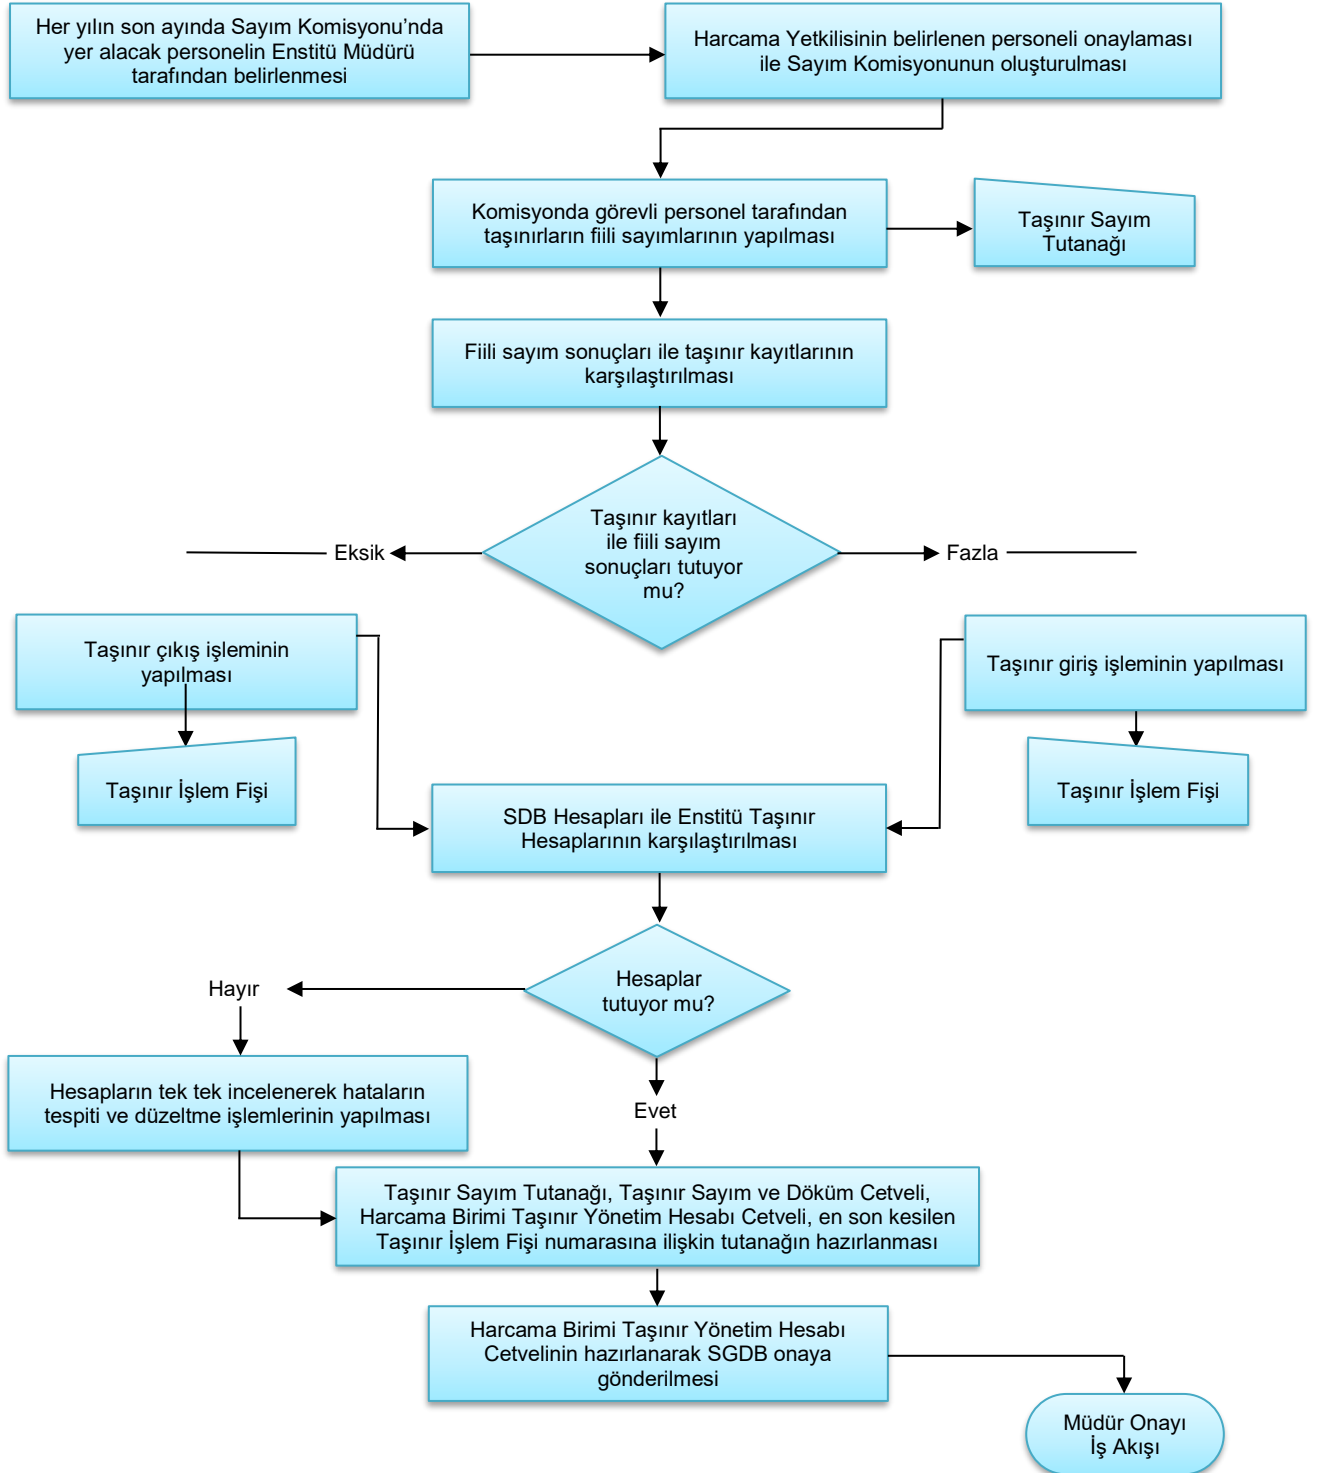 Her yılın son ayında Sayım Komisyonu’nda
yer alacak personelin Enstitü Müdürü
tarafından belirlenmesi
Harcama Yetkilisinin belirlenen personeli onaylaması
ile Sayım Komisyonunun oluşturulması
Komisyonda görevli personel tarafından
taşınırların fiili sayımlarının yapılması
Taşınır Sayım
Tutanağı
Fiili sayım sonuçları ile taşınır kayıtlarının
karşılaştırılması
Taşınır kayıtları
ile fiili sayım
sonuçları tutuyor
mu?
Eksik
Fazla
Taşınır çıkış işleminin
yapılması
Taşınır giriş işleminin yapılması
Taşınır İşlem Fişi
Taşınır İşlem Fişi
SDB Hesapları ile Enstitü Taşınır
Hesaplarının karşılaştırılması
Hesaplar
tutuyor mu?
Hayır
Hesapların tek tek incelenerek hataların
tespiti ve düzeltme işlemlerinin yapılması
Evet
Taşınır Sayım Tutanağı, Taşınır Sayım ve Döküm Cetveli,
Harcama Birimi Taşınır Yönetim Hesabı Cetveli, en son kesilen
Taşınır İşlem Fişi numarasına ilişkin tutanağın hazırlanması
Harcama Birimi Taşınır Yönetim Hesabı
Cetvelinin hazırlanarak SGDB onaya
gönderilmesi
Müdür Onayı
İş Akışı